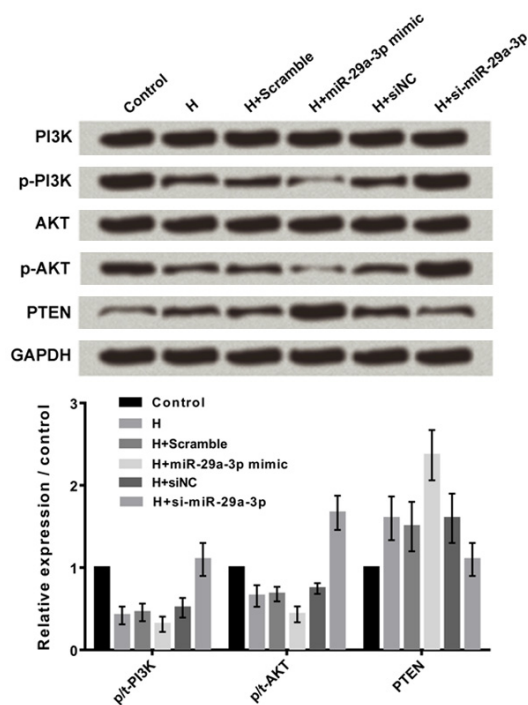 Control
H
H+Scramble
H+miR-29a-3p mimic
H+siNC
H+si-miR-29a-3p
PI3K
p-PI3K
AKT
p-AKT
PTEN
GAPDH
Relative expression / control
3
2
1
0
Control
H
H+Scramble
H+miR-29a-3p mimic
H+siNC
H+si-miR-29a-3p
p/t-PI3K
p/t-AKT
PTEN